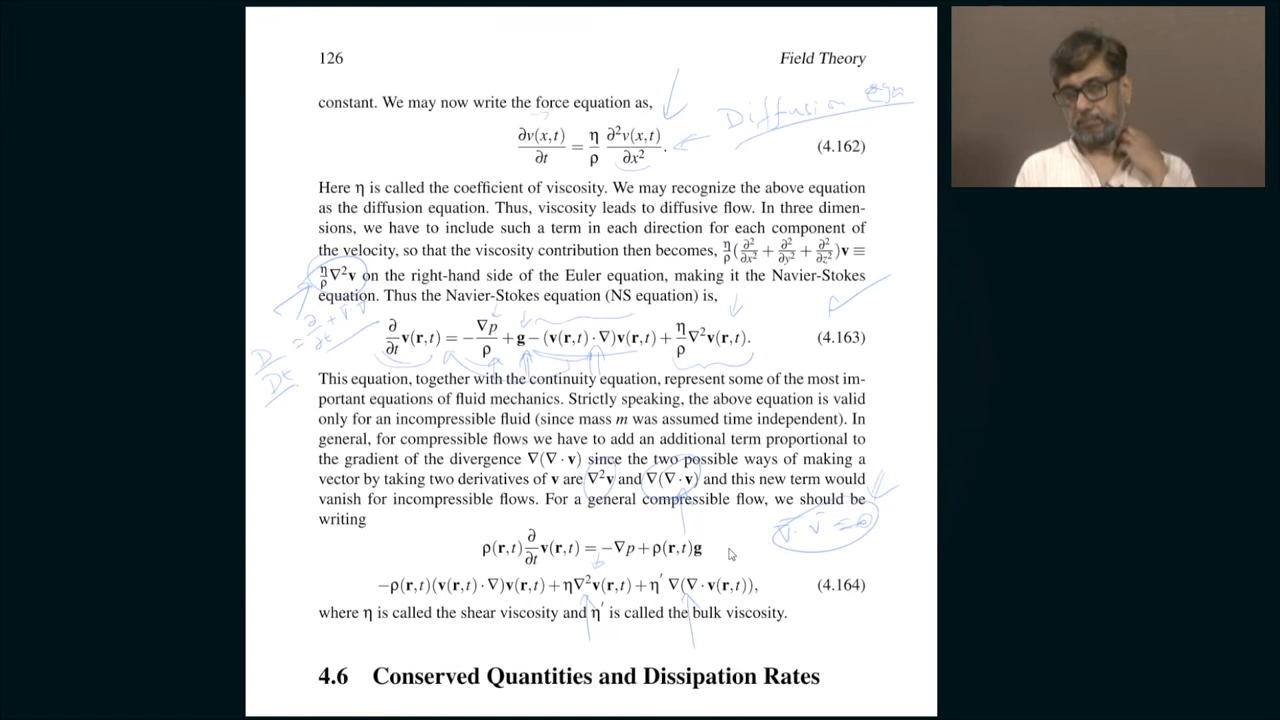 126 Field Theory
constant. We may now write the force equation as,
Diffusion eqn
∂v(x,t)/∂t = η/ρ ∂²v(x,t)/∂x². (4.162)
Here η is called the coefficient of viscosity. We may recognize the above equation
as the diffusion equation. Thus, viscosity leads to diffusive flow. In three dimen-
sions, we have to include such a term in each direction for each component of
the velocity, so that the viscosity contribution then becomes, η/ρ(∂²/∂x² + ∂²/∂y² + ∂²/∂z²)v ≡
η/ρ∇²v on the right-hand side of the Euler equation, making it the Navier-Stokes
equation. Thus the Navier-Stokes equation (NS equation) is,
D/Dt = ∂/∂t + v̄·∇̄
∂/∂t v(r,t) = −∇p/ρ + g − (v(r,t)·∇)v(r,t) + η/ρ ∇²v(r,t). (4.163)
This equation, together with the continuity equation, represent some of the most im-
portant equations of fluid mechanics. Strictly speaking, the above equation is valid
only for an incompressible fluid (since mass m was assumed time independent). In
general, for compressible flows we have to add an additional term proportional to
the gradient of the divergence ∇(∇·v) since the two possible ways of making a
vector by taking two derivatives of v are ∇²v and ∇(∇·v) and this new term would
vanish for incompressible flows. For a general compressible flow, we should be
writing
∇̄·v̄ = 0
ρ(r,t) ∂/∂t v(r,t) = −∇p + ρ(r,t)g
−ρ(r,t)(v(r,t)·∇)v(r,t) + η∇²v(r,t) + η′ ∇(∇·v(r,t)), (4.164)
where η is called the shear viscosity and η′ is called the bulk viscosity.
4.6 Conserved Quantities and Dissipation Rates